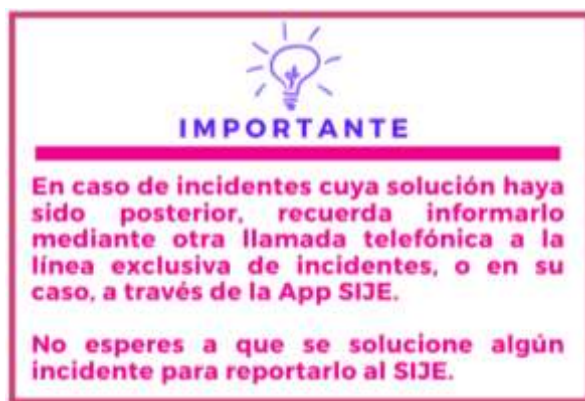 IMPORTANTE
En caso de incidentes cuya solución haya
sido posterior, recuerda informarlo
mediante otra llamada telefónica a la
línea exclusiva de incidentes, o en su
caso, a través de la App SIJE.
No esperes a que se solucione algún
incidente para reportarlo al SIJE.